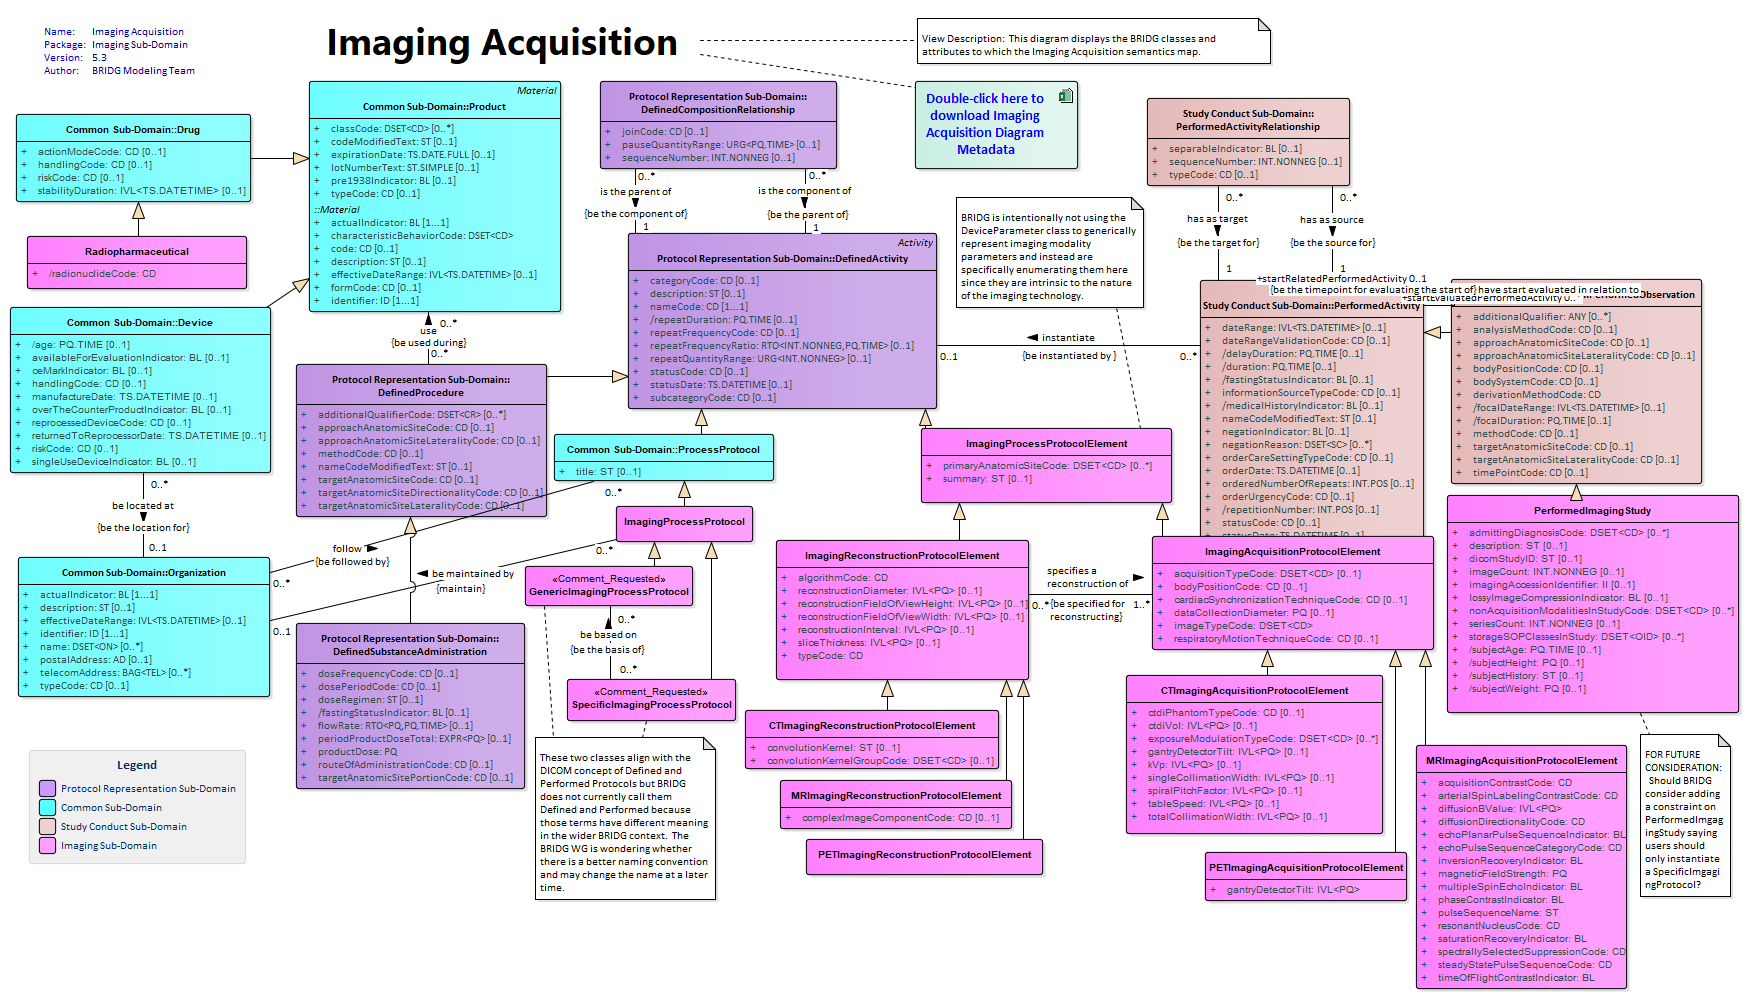 Name: Imaging Acquisition
Package: Imaging Sub-Domain
Version: 5.3
Author: BRIDG Modeling Team
Imaging Acquisition
View Description: This diagram displays the BRIDG classes and
attributes to which the Imaging Acquisition semantics map.
Double-click here to
download Imaging
Acquisition Diagram
Metadata
Common Sub-Domain::Drug
+ actionModeCode: CD [0..1]
+ handlingCode: CD [0..1]
+ riskCode: CD [0..1]
+ stabilityDuration: IVL<TS.DATETIME> [0..1]
Radiopharmaceutical
+ /radionuclideCode: CD
Material
Common Sub-Domain::Product
+ classCode: DSET<CD> [0..*]
+ codeModifiedText: ST [0..1]
+ expirationDate: TS.DATE.FULL [0..1]
+ lotNumberText: ST.SIMPLE [0..1]
+ pre1938Indicator: BL [0..1]
+ typeCode: CD [0..1]
::Material
+ actualIndicator: BL [1...1]
+ characteristicBehaviorCode: DSET<CD>
+ code: CD [0..1]
+ description: ST [0..1]
+ effectiveDateRange: IVL<TS.DATETIME> [0..1]
+ formCode: CD [0..1]
+ identifier: ID [1...1]
0..*
use
{be used during}
0..*
Protocol Representation Sub-Domain::
DefinedCompositionRelationship
+ joinCode: CD [0..1]
+ pauseQuantityRange: URG<PQ.TIME> [0..1]
+ sequenceNumber: INT.NONNEG [0..1]
0..*
is the parent of
{be the component of}
1
0..*
is the component of
{be the parent of}
1
Activity
Protocol Representation Sub-Domain::DefinedActivity
+ categoryCode: CD [0..1]
+ description: ST [0..1]
+ nameCode: CD [1...1]
+ /repeatDuration: PQ.TIME [0..1]
+ repeatFrequencyCode: CD [0..1]
+ repeatFrequencyRatio: RTO<INT.NONNEG,PQ.TIME> [0..1]
+ repeatQuantityRange: URG<INT.NONNEG> [0..1]
+ statusCode: CD [0..1]
+ statusDate: TS.DATETIME [0..1]
+ subcategoryCode: CD [0..1]
BRIDG is intentionally not using the
DeviceParameter class to generically
represent imaging modality
parameters and instead are
specifically enumerating them here
since they are intrinsic to the nature
of the imaging technology.
Study Conduct Sub-Domain::
PerformedActivityRelationship
+ separableIndicator: BL [0..1]
+ sequenceNumber: INT.NONNEG [0..1]
+ typeCode: CD [0..1]
0..*
has as target
{be the target for}
1
0..*
has as source
{be the source for}
1
+startRelatedPerformedActivity 0..1
{be the timepoint for evaluating the start of} have start evaluated in relation to
+startEvaluatedPerformedActivity 0..*
instantiate
{be instantiated by }
0..1
0..*
Study Conduct Sub-Domain::PerformedActivity
+ dateRange: IVL<TS.DATETIME> [0..1]
+ dateRangeValidationCode: CD [0..1]
+ /delayDuration: PQ.TIME [0..1]
+ /duration: PQ.TIME [0..1]
+ /fastingStatusIndicator: BL [0..1]
+ informationSourceTypeCode: CD [0..1]
+ /medicalHistoryIndicator: BL [0..1]
+ nameCodeModifiedText: ST [0..1]
+ negationIndicator: BL [0..1]
+ negationReason: DSET<SC> [0..*]
+ orderCareSettingTypeCode: CD [0..1]
+ orderDate: TS.DATETIME [0..1]
+ orderedNumberOfRepeats: INT.POS [0..1]
+ orderUrgencyCode: CD [0..1]
+ /repetitionNumber: INT.POS [0..1]
+ statusCode: CD [0..1]
+ statusDate: TS.DATETIME [0..1]
+ additionalQualifier: ANY [0..*]
+ analysisMethodCode: CD [0..1]
+ approachAnatomicSiteCode: CD [0..1]
+ approachAnatomicSiteLateralityCode: CD [0..1]
+ bodyPositionCode: CD [0..1]
+ bodySystemCode: CD [0..1]
+ derivationMethodCode: CD
+ /focalDateRange: IVL<TS.DATETIME> [0..1]
+ /focalDuration: PQ.TIME [0..1]
+ methodCode: CD [0..1]
+ targetAnatomicSiteCode: CD [0..1]
+ targetAnatomicSiteLateralityCode: CD [0..1]
+ timePointCode: CD [0..1]
Common Sub-Domain::Device
+ /age: PQ.TIME [0..1]
+ availableForEvaluationIndicator: BL [0..1]
+ ceMarkIndicator: BL [0..1]
+ handlingCode: CD [0..1]
+ manufactureDate: TS.DATETIME [0..1]
+ overTheCounterProductIndicator: BL [0..1]
+ reprocessedDeviceCode: CD [0..1]
+ returnedToReprocessorDate: TS.DATETIME [0..1]
+ riskCode: CD [0..1]
+ singleUseDeviceIndicator: BL [0..1]
0..*
be located at
{be the location for}
0..1
Common Sub-Domain::Organization
+ actualIndicator: BL [1...1]
+ description: ST [0..1]
+ effectiveDateRange: IVL<TS.DATETIME> [0..1]
+ identifier: ID [1...1]
+ name: DSET<ON> [0..*]
+ postalAddress: AD [0..1]
+ telecomAddress: BAG<TEL> [0..*]
+ typeCode: CD [0..1]
Protocol Representation Sub-Domain::
DefinedProcedure
+ additionalQualifierCode: DSET<CR> [0..*]
+ approachAnatomicSiteCode: CD [0..1]
+ approachAnatomicSiteLateralityCode: CD [0..1]
+ methodCode: CD [0..1]
+ nameCodeModifiedText: ST [0..1]
+ targetAnatomicSiteCode: CD [0..1]
+ targetAnatomicSiteDirectionalityCode: CD [0..1]
+ targetAnatomicSiteLateralityCode: CD [0..1]
Common Sub-Domain::ProcessProtocol
+ title: ST [0..1]
0..*
follow
{be followed by}
0..*
0..*
be maintained by
{maintain}
0..1
ImagingProcessProtocol
«Comment_Requested»
GenericImagingProcessProtocol
0..*
be based on
{be the basis of}
0..*
«Comment_Requested»
SpecificImagingProcessProtocol
These two classes align with the
DICOM concept of Defined and
Performed Protocols but BRIDG
does not currently call them
Defined and Performed because
those terms have different meaning
in the wider BRIDG context. The
BRIDG WG is wondering whether
there is a better naming convention
and may change the name at a later
time.
Protocol Representation Sub-Domain::
DefinedSubstanceAdministration
+ doseFrequencyCode: CD [0..1]
+ dosePeriodCode: CD [0..1]
+ doseRegimen: ST [0..1]
+ /fastingStatusIndicator: BL [0..1]
+ flowRate: RTO<PQ,PQ.TIME> [0..1]
+ periodProductDoseTotal: EXPR<PQ> [0..1]
+ productDose: PQ
+ routeOfAdministrationCode: CD [0..1]
+ targetAnatomicSitePortionCode: CD [0..1]
Legend
Protocol Representation Sub-Domain
Common Sub-Domain
Study Conduct Sub-Domain
Imaging Sub-Domain
ImagingProcessProtocolElement
+ primaryAnatomicSiteCode: DSET<CD> [0..*]
+ summary: ST [0..1]
ImagingReconstructionProtocolElement
+ algorithmCode: CD
+ reconstructionDiameter: IVL<PQ> [0..1]
+ reconstructionFieldOfViewHeight: IVL<PQ> [0..1]
+ reconstructionFieldOfViewWidth: IVL<PQ> [0..1]
+ reconstructionInterval: IVL<PQ> [0..1]
+ sliceThickness: IVL<PQ> [0..1]
+ typeCode: CD
specifies a
reconstruction of
0..*
{be specified for
reconstructing}
1..*
ImagingAcquisitionProtocolElement
+ acquisitionTypeCode: DSET<CD> [0..1]
+ bodyPositionCode: CD [0..1]
+ cardiacSynchronizationTechniqueCode: CD [0..1]
+ dataCollectionDiameter: PQ [0..1]
+ imageTypeCode: DSET<CD>
+ respiratoryMotionTechniqueCode: CD [0..1]
CTImagingReconstructionProtocolElement
+ convolutionKernel: ST [0..1]
+ convolutionKernelGroupCode: DSET<CD> [0..1]
MRImagingReconstructionProtocolElement
+ complexImageComponentCode: CD [0..1]
PETImagingReconstructionProtocolElement
CTImagingAcquisitionProtocolElement
+ ctdiPhantomTypeCode: CD [0..1]
+ ctdiVol: IVL<PQ> [0..1]
+ exposureModulationTypeCode: DSET<CD> [0..*]
+ gantryDetectorTilt: IVL<PQ> [0..1]
+ kVp: IVL<PQ> [0..1]
+ singleCollimationWidth: IVL<PQ> [0..1]
+ spiralPitchFactor: IVL<PQ> [0..1]
+ tableSpeed: IVL<PQ> [0..1]
+ totalCollimationWidth: IVL<PQ> [0..1]
PETImagingAcquisitionProtocolElement
+ gantryDetectorTilt: IVL<PQ>
PerformedImagingStudy
+ admittingDiagnosisCode: DSET<CD> [0..*]
+ description: ST [0..1]
+ dicomStudyID: ST [0..1]
+ imageCount: INT.NONNEG [0..1]
+ imagingAccessionIdentifier: II [0..1]
+ lossyImageCompressionIndicator: BL [0..1]
+ nonAcquisitionModalitiesInStudyCode: DSET<CD> [0..*]
+ seriesCount: INT.NONNEG [0..1]
+ storageSOPClassesInStudy: DSET<OID> [0..*]
+ /subjectAge: PQ.TIME [0..1]
+ /subjectHeight: PQ [0..1]
+ /subjectHistory: ST [0..1]
+ /subjectWeight: PQ [0..1]
MRImagingAcquisitionProtocolElement
+ acquisitionContrastCode: CD
+ arterialSpinLabelingContrastCode: CD
+ diffusionBValue: IVL<PQ>
+ diffusionDirectionalityCode: CD
+ echoPlanarPulseSequenceIndicator: BL
+ echoPulseSequenceCategoryCode: CD
+ inversionRecoveryIndicator: BL
+ magneticFieldStrength: PQ
+ multipleSpinEchoIndicator: BL
+ phaseContrastIndicator: BL
+ pulseSequenceName: ST
+ resonantNucleusCode: CD
+ saturationRecoveryIndicator: BL
+ spectrallySelectedSuppressionCode: CD
+ steadyStatePulseSequenceCode: CD
+ timeOfFlightContrastIndicator: BL
FOR FUTURE
CONSIDERATION:
Should BRIDG
consider adding
a constraint on
PerformedImgag
ingStudy saying
users should
only instantiate
a SpecificImgagi
ngProtocol?